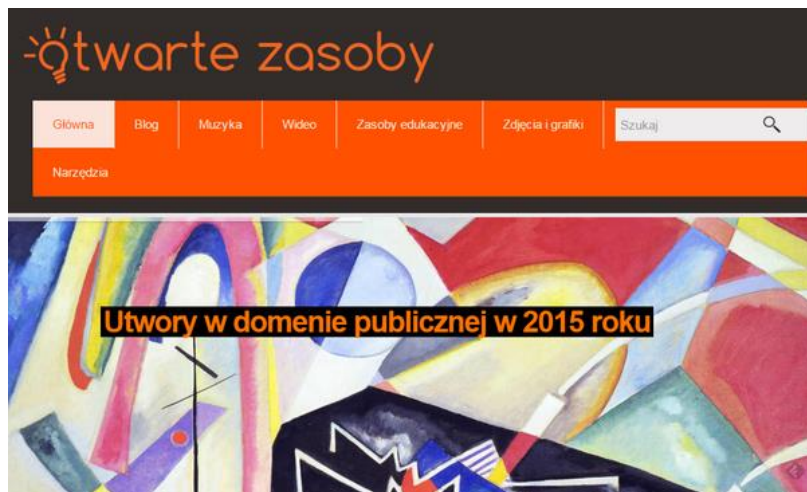 otwarte zasoby
Główna Blog Muzyka Wideo Zasoby edukacyjne Zdjęcia i grafiki Szukaj
Narzędzia
Utwory w domenie publicznej w 2015 roku